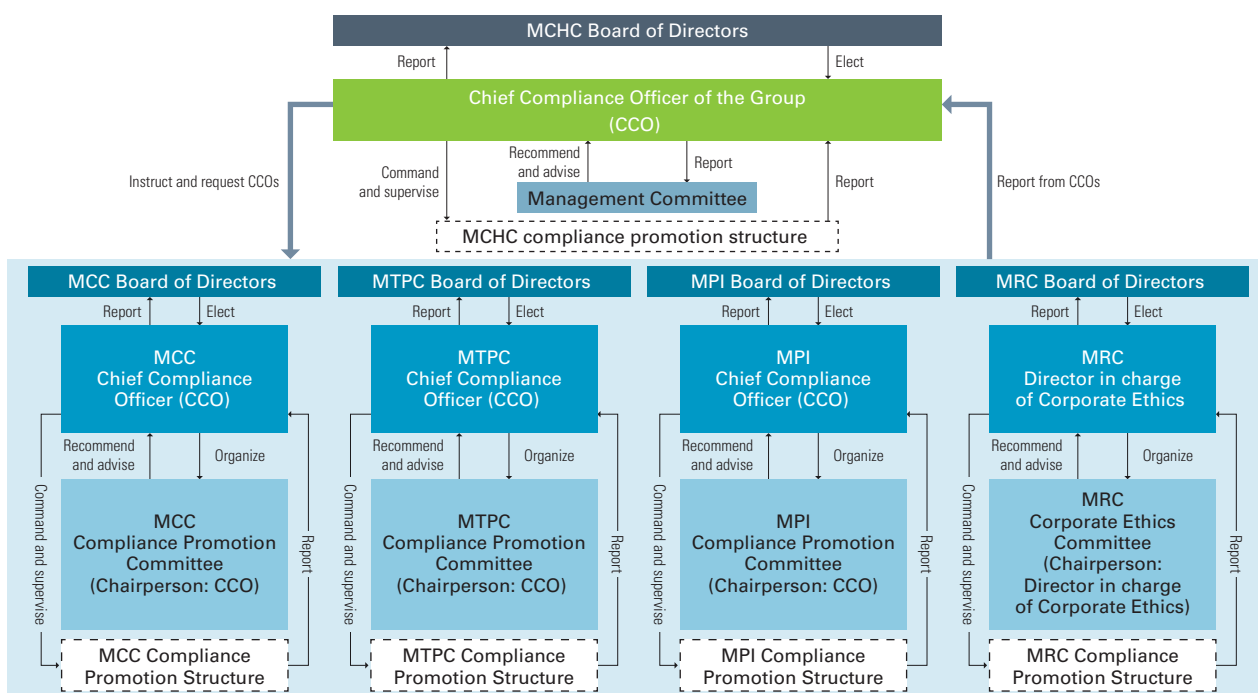 MCHC Board of Directors
Report
Elect
Chief Compliance Officer of the Group
(CCO)
Instruct and request CCOs
Command
and supervise
Recommend
and advise
Report
Report
Report from CCOs
Management Committee
MCHC compliance promotion structure
MCC Board of Directors
MTPC Board of Directors
MPI Board of Directors
MRC Board of Directors
Report
Elect
Report
Elect
Report
Elect
Report
Elect
MCC
Chief Compliance
Officer (CCO)
MTPC
Chief Compliance
Officer (CCO)
MPI
Chief Compliance
Officer (CCO)
MRC
Director in charge
of Corporate Ethics
Recommend
and advise
Organize
Recommend
and advise
Organize
Recommend
and advise
Organize
Recommend
and advise
Organize
Command and supervise
MCC
Compliance Promotion
Committee
(Chairperson: CCO)
Report
Command and supervise
MTPC
Compliance Promotion
Committee
(Chairperson: CCO)
Report
Command and supervise
MPI
Compliance Promotion
Committee
(Chairperson: CCO)
Report
Command and supervise
MRC
Corporate Ethics
Committee
(Chairperson:
Director in charge
of Corporate Ethics)
Report
MCC Compliance
Promotion Structure
MTPC Compliance
Promotion Structure
MPI Compliance
Promotion Structure
MRC Compliance
Promotion Structure